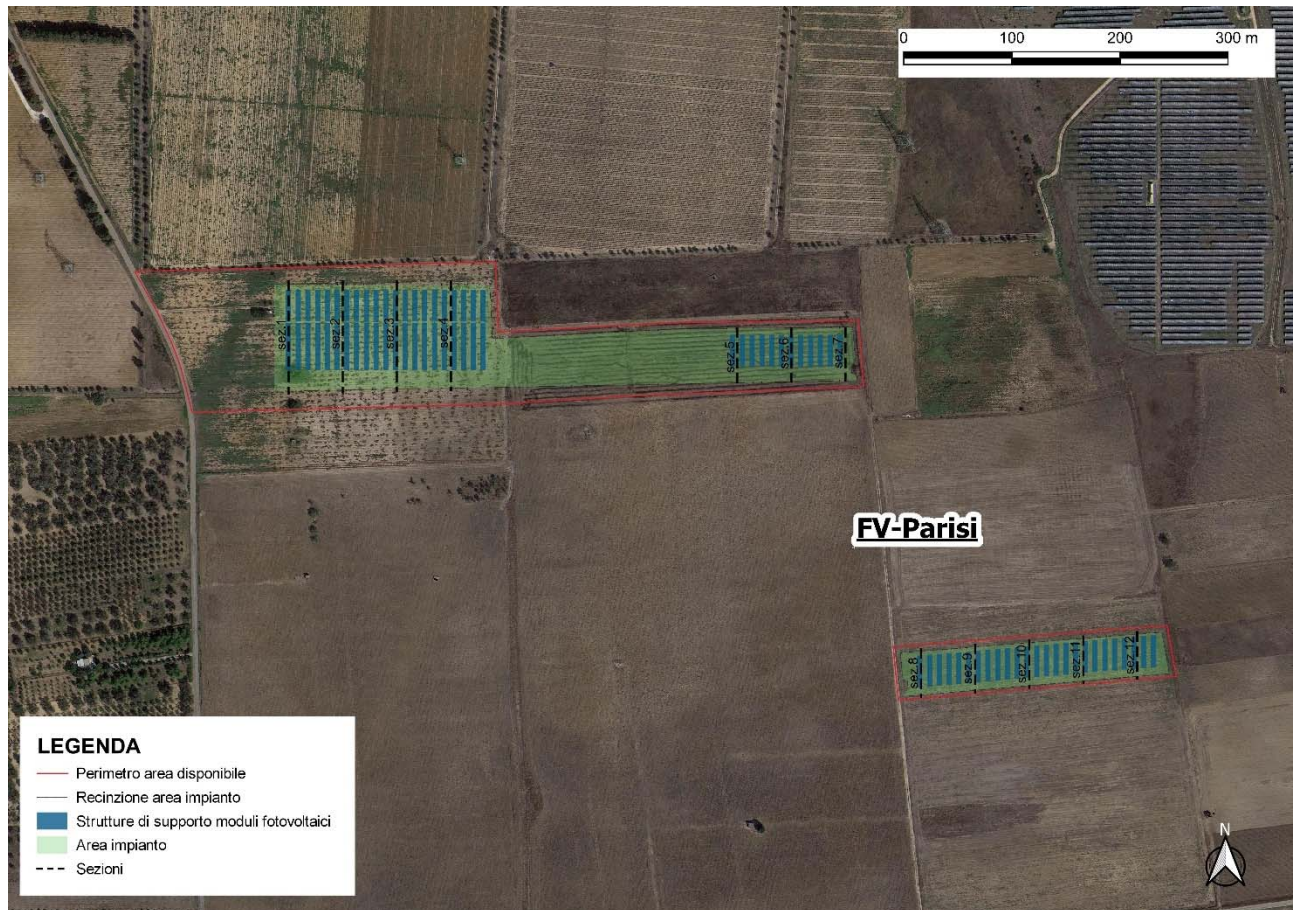 0 100 200 300 m
sez.1
sez.2
sez.3
sez.4
sez.5
sez.6
sez.7
FV-Parisi
sez.8
sez.9
sez.10
sez.11
sez.12
LEGENDA
Perimetro area disponibile
Recinzione area impianto
Strutture di supporto moduli fotovoltaici
Area impianto
Sezioni
N